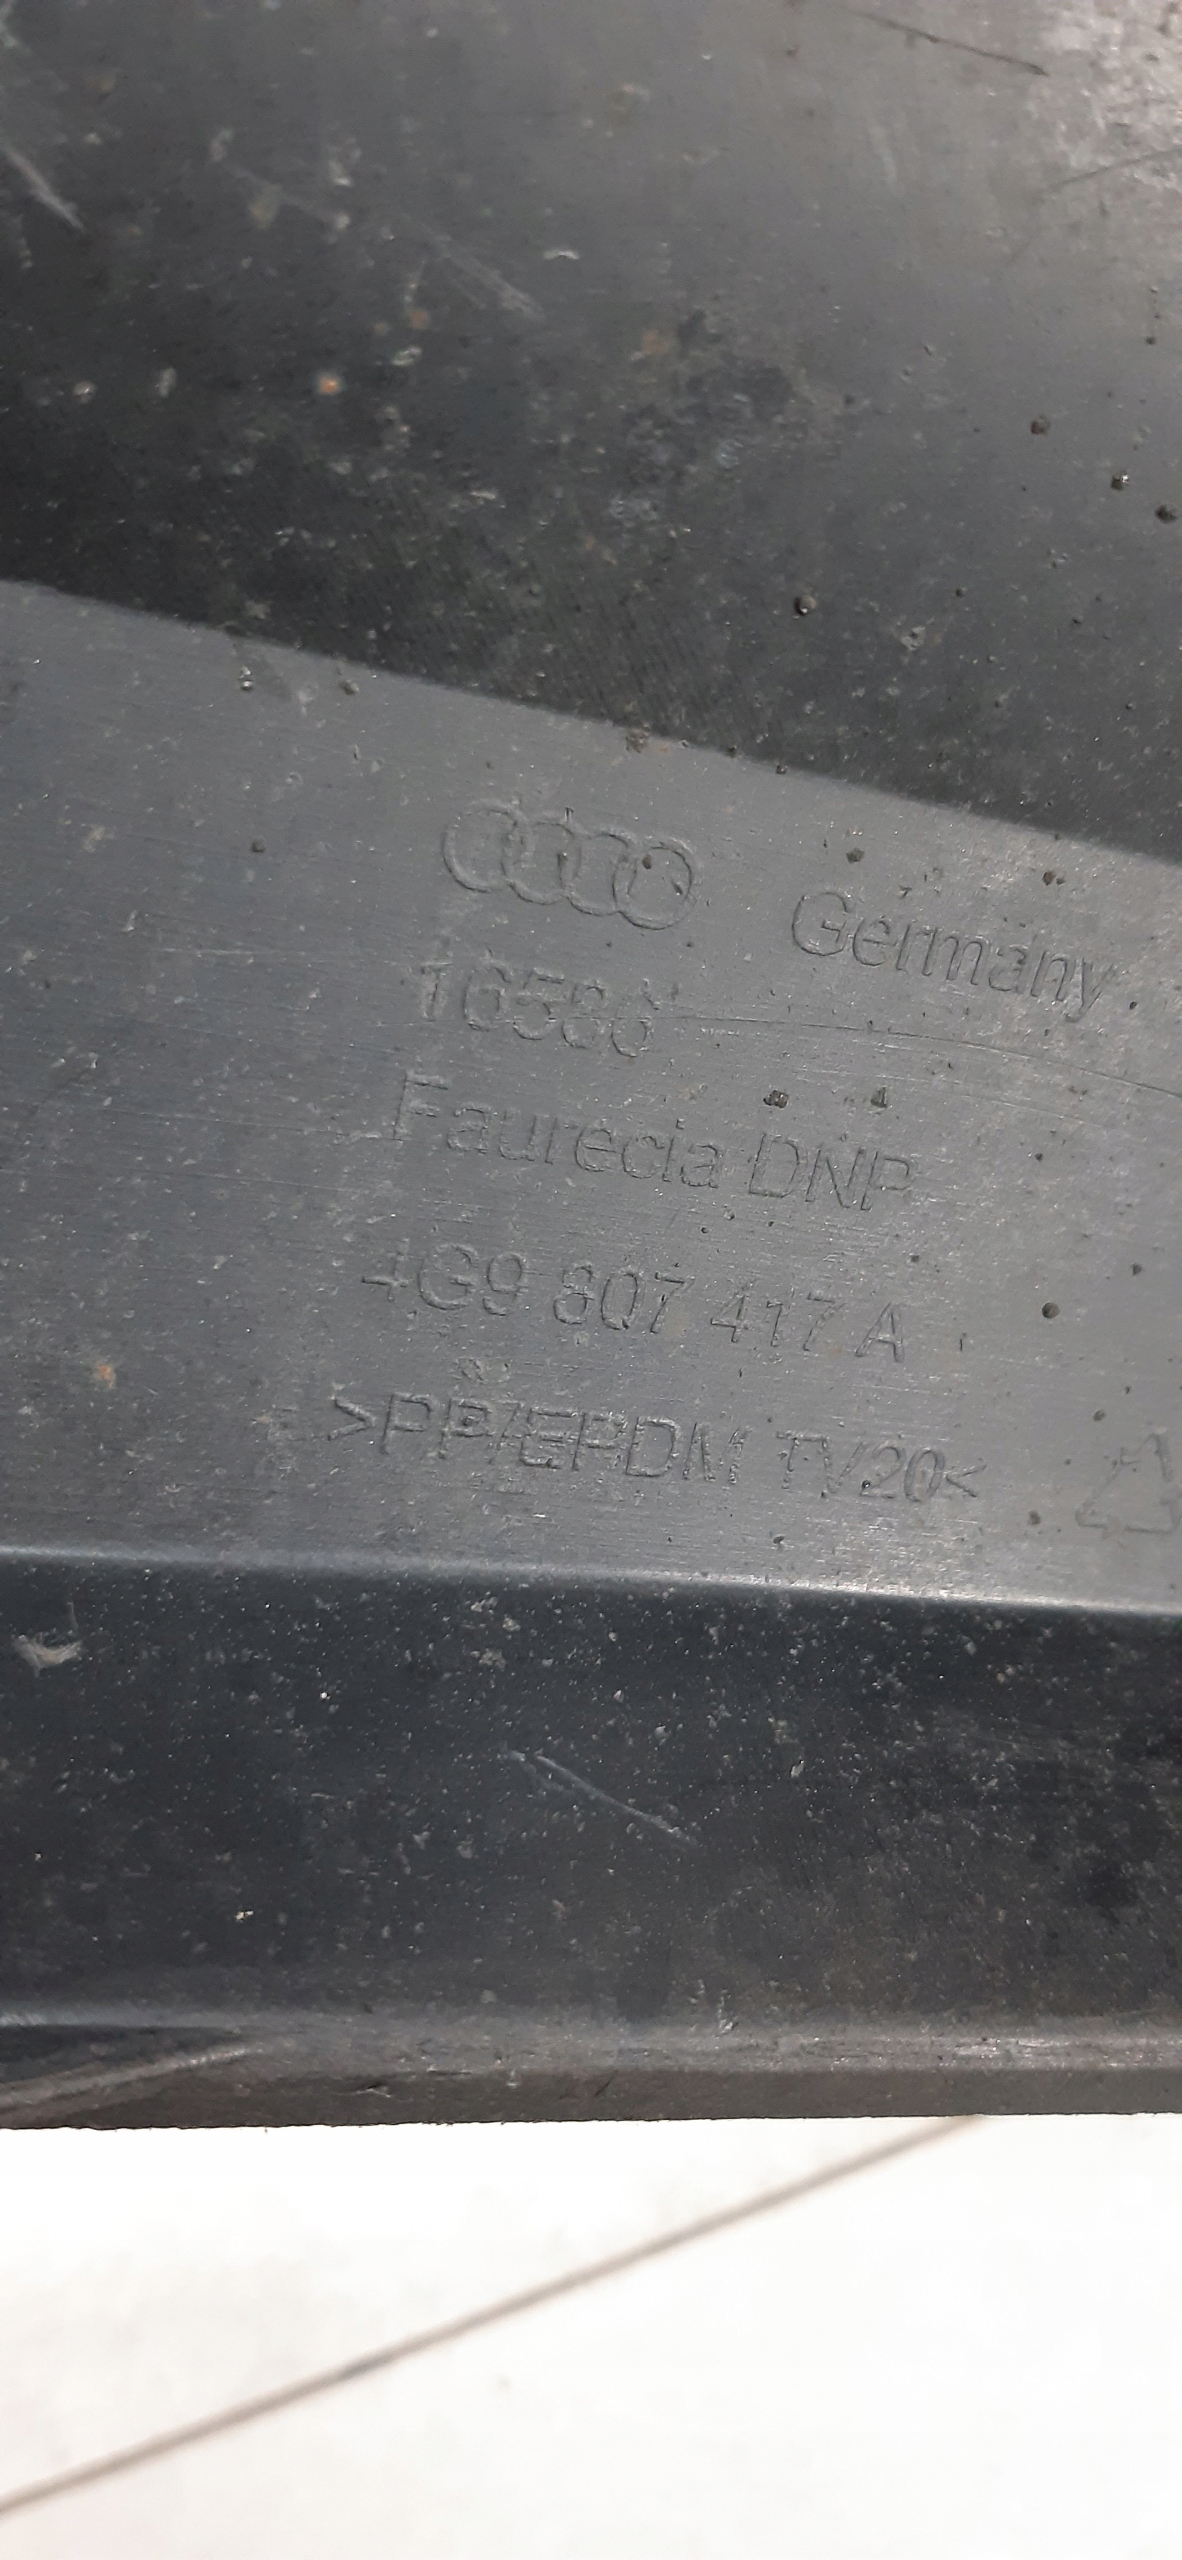 Germany
16586
Faurecia DNP
4G9 807 417 A
>PP/EPDM TV20<